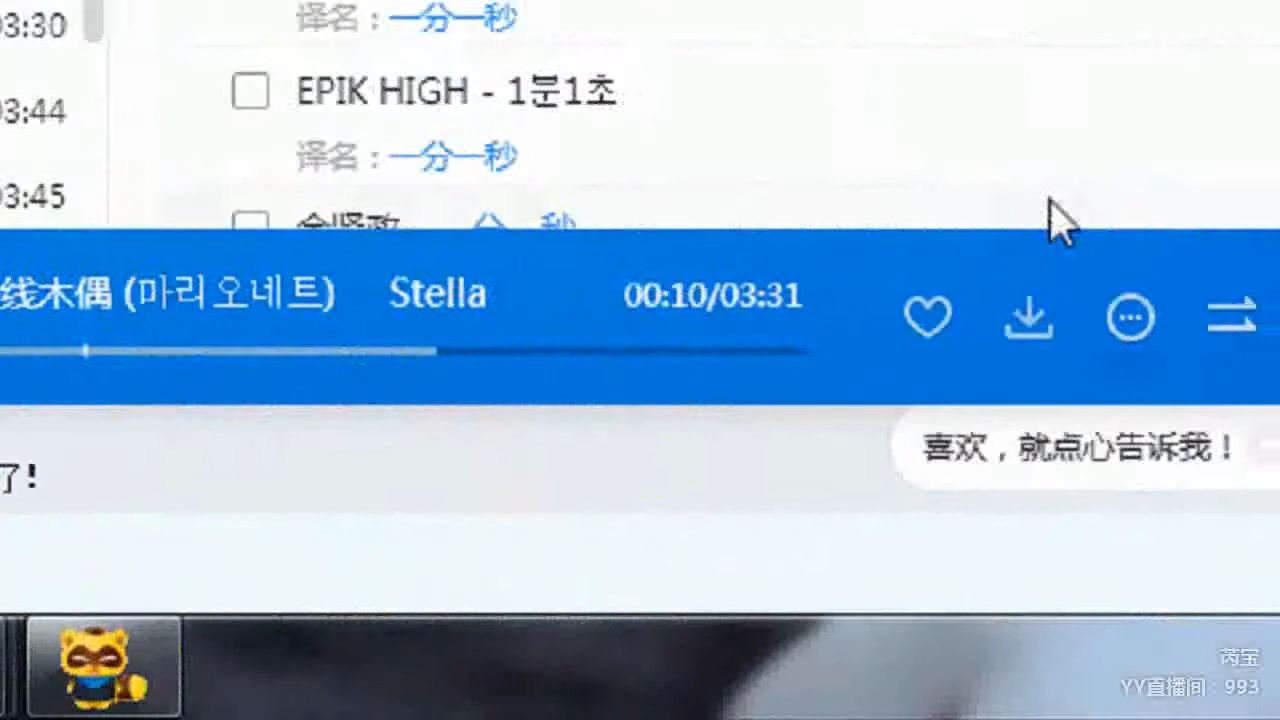 03:30
译名：一分一秒
EPIK HIGH - 1분1초
03:44
译名：一分一秒
03:45
线木偶 (마리오네트)
Stella
00:10/03:31
喜欢，就点心告诉我！
了!
芮宝
YY直播间：993